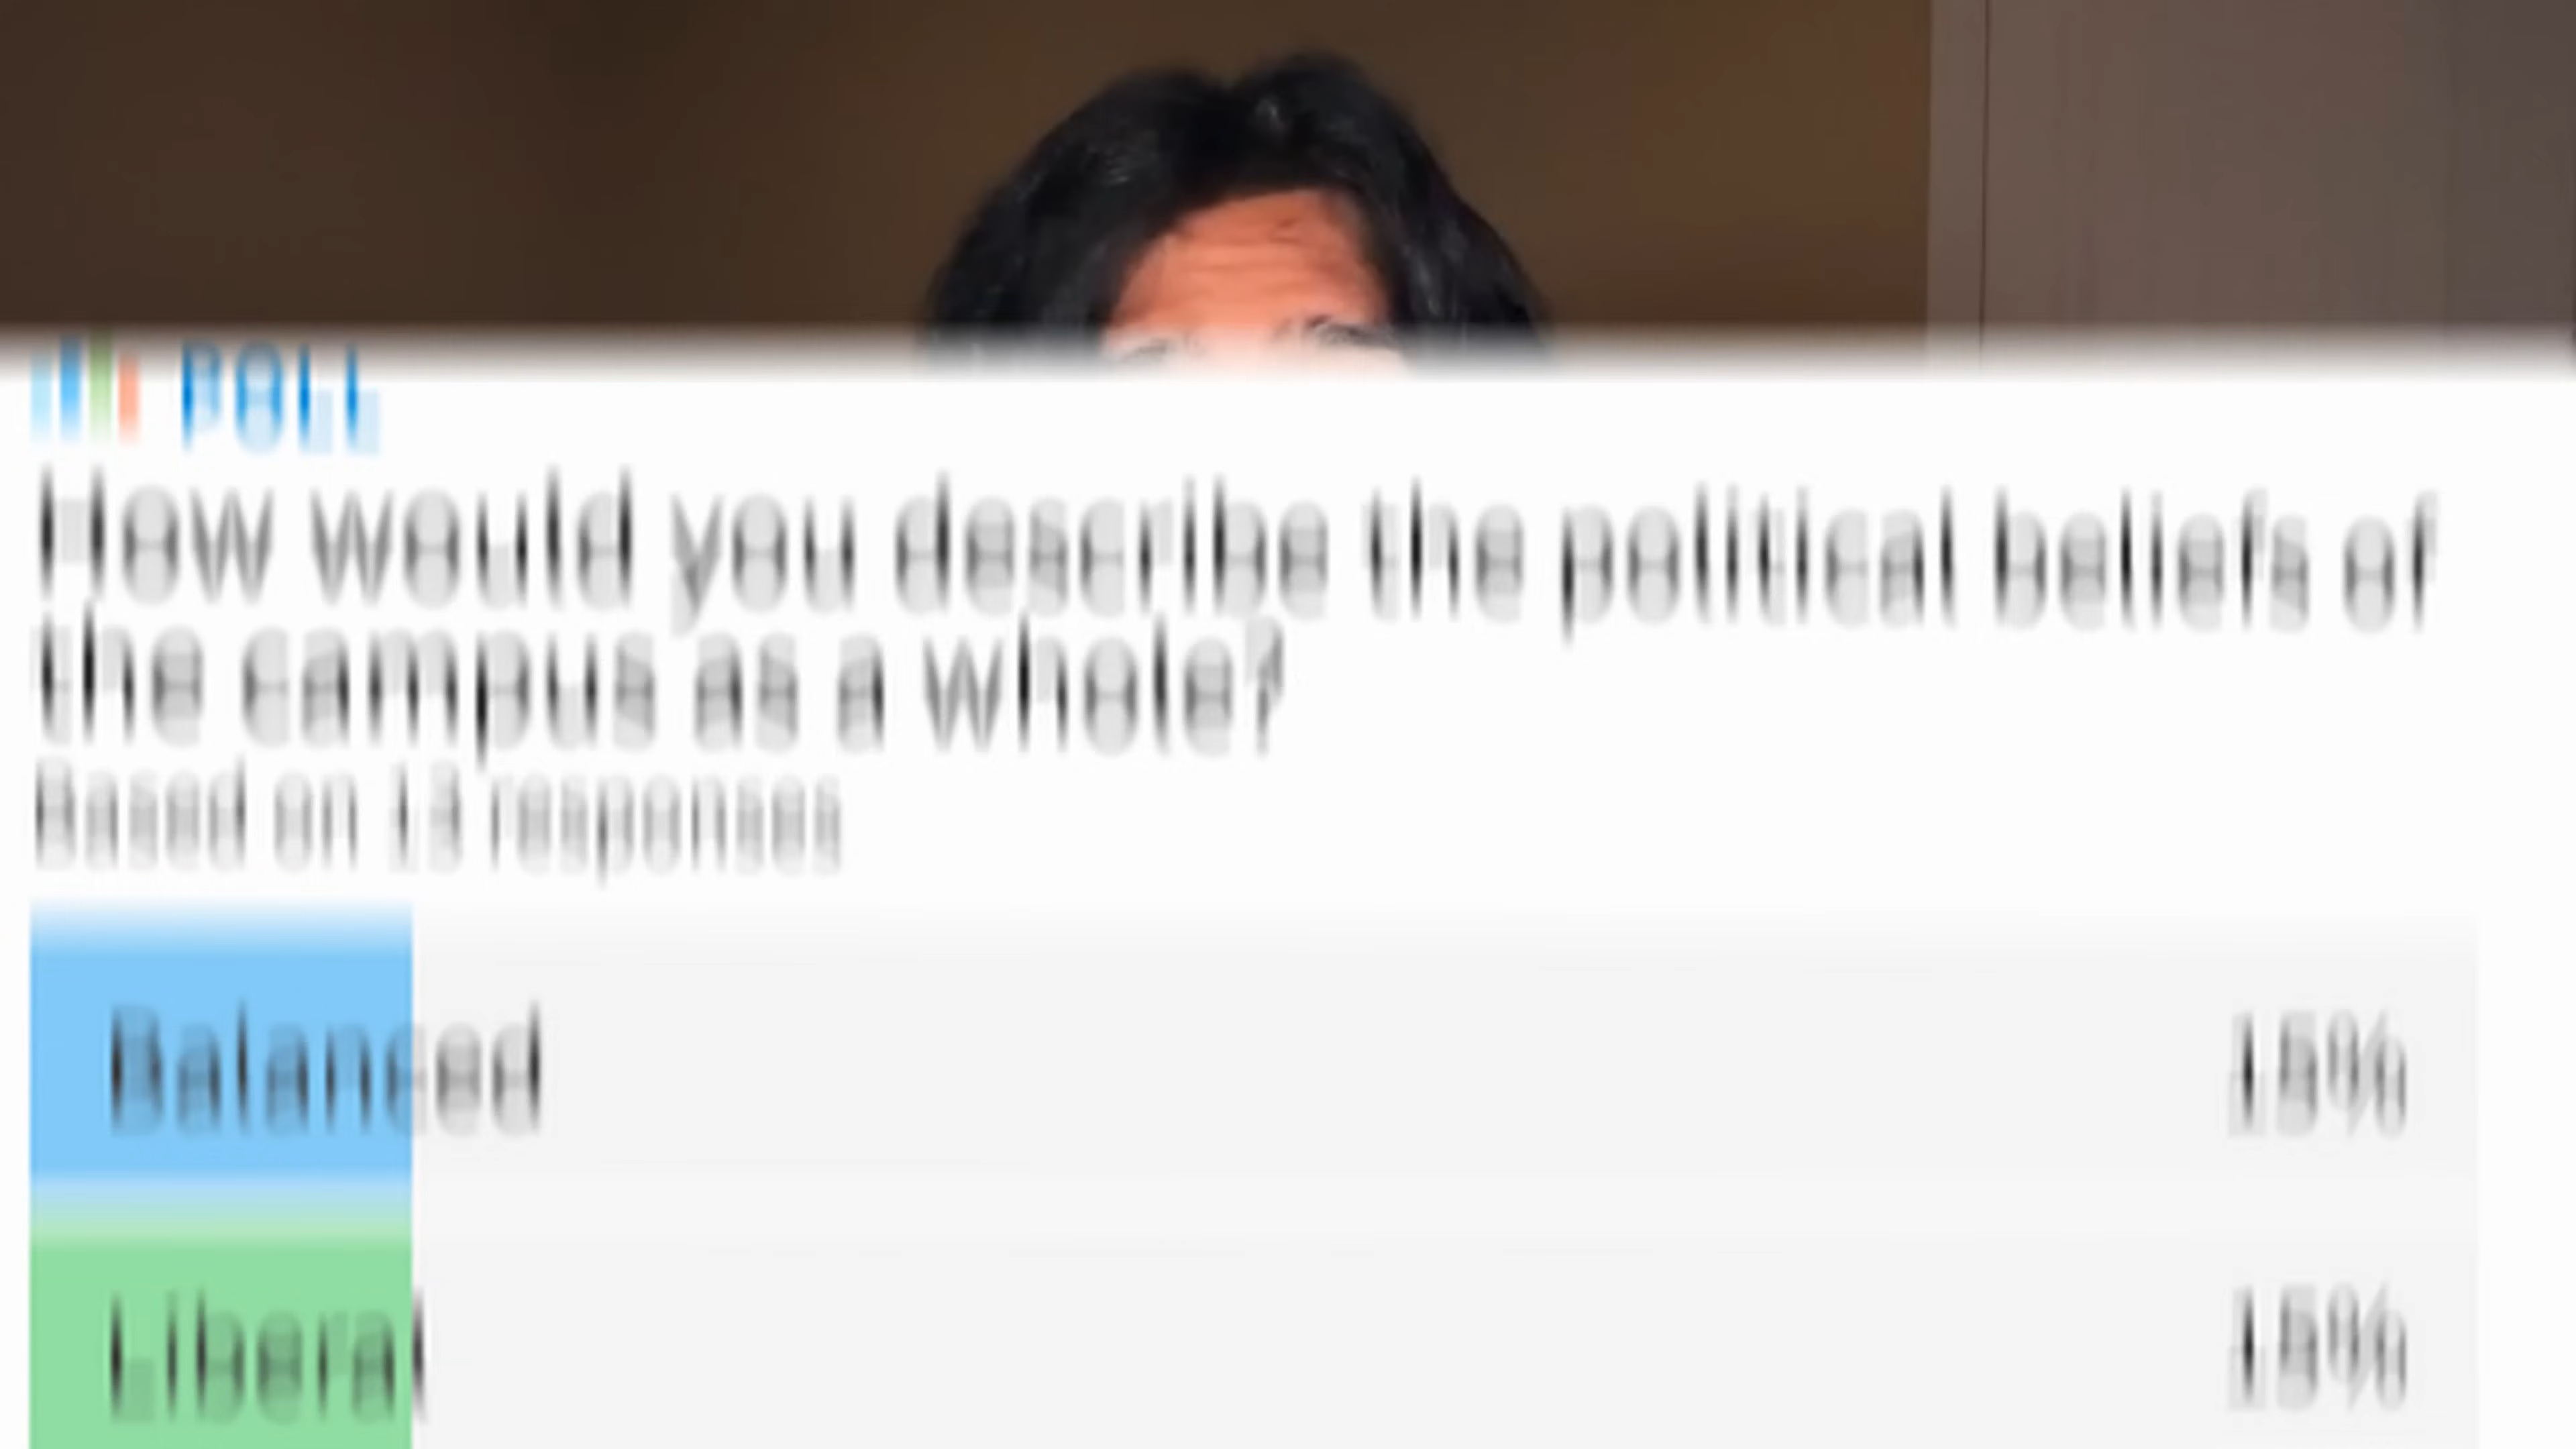 POLL
How would you describe the political beliefs of
the campus as a whole?
Based on 13 responses
Balanced
15%
Liberal
15%